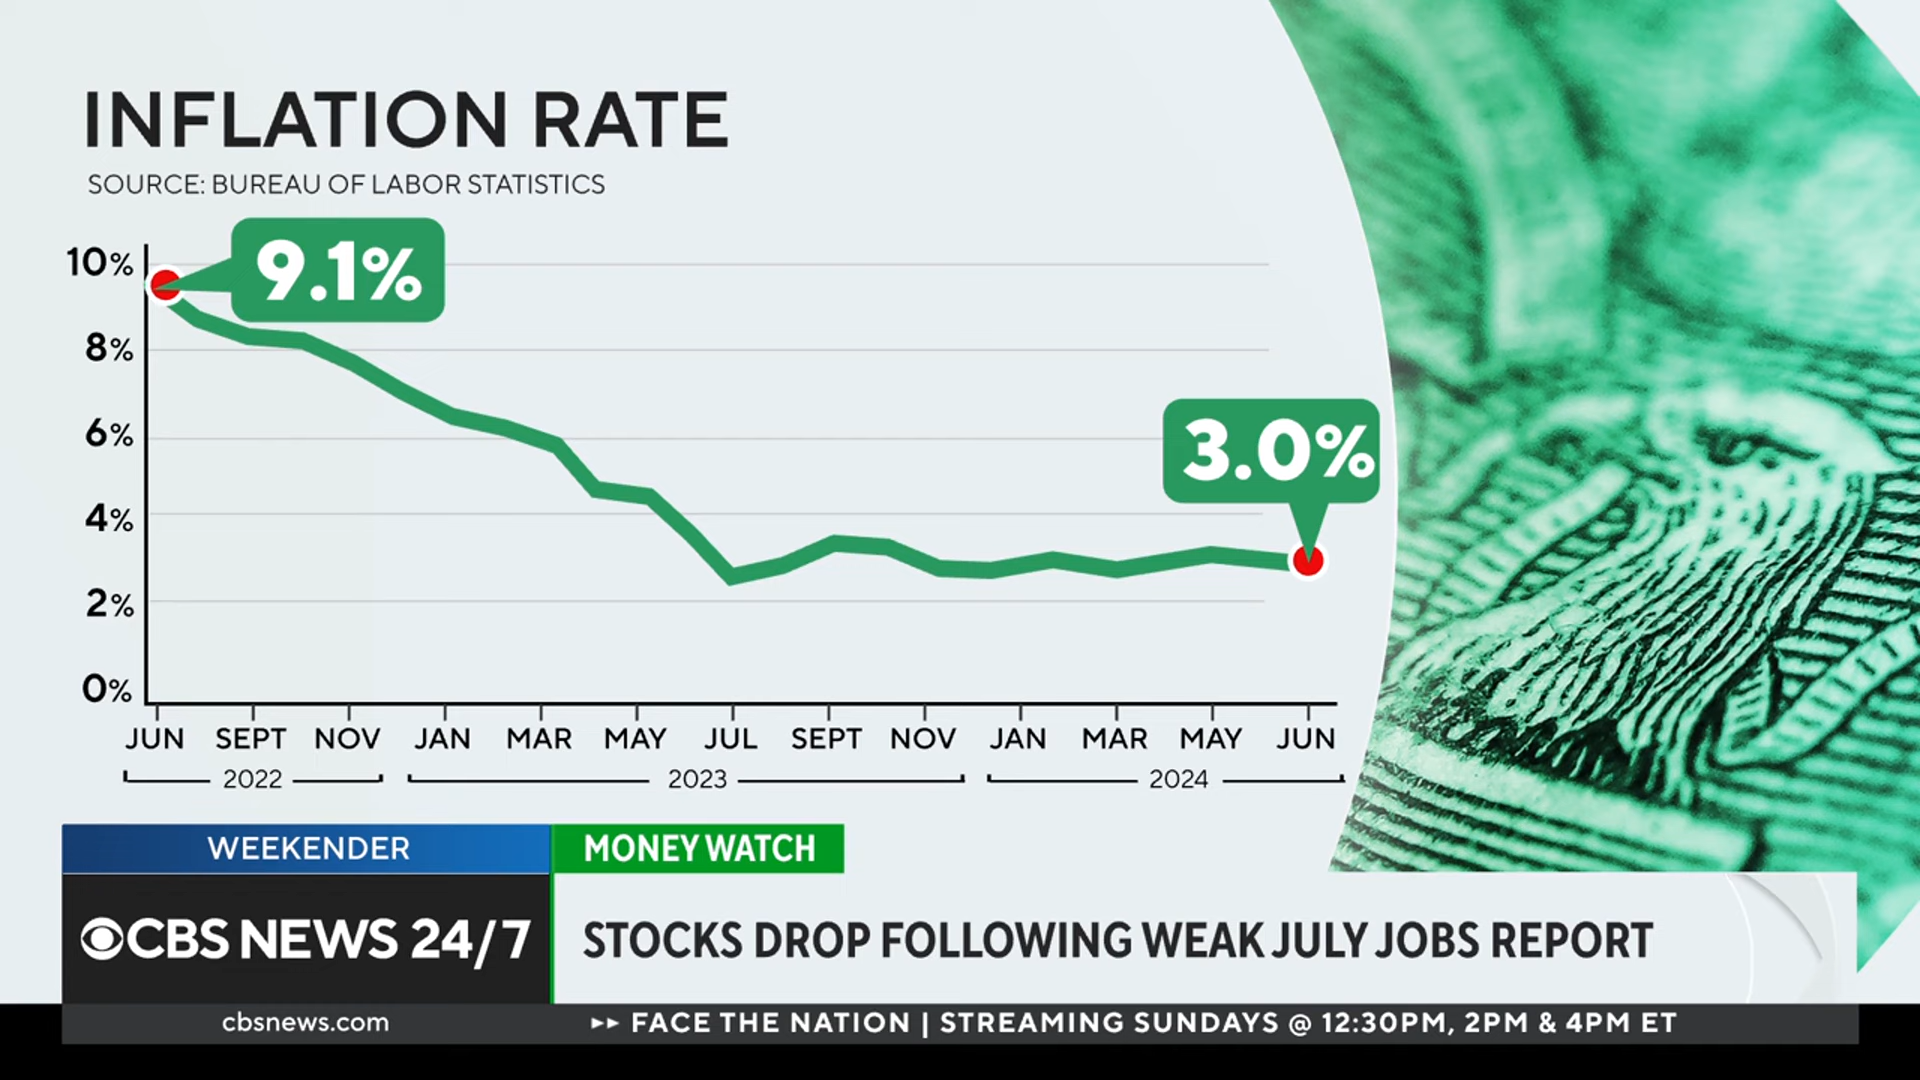 INFLATION RATE
SOURCE: BUREAU OF LABOR STATISTICS
9.1%
3.0%
10%
8%
6%
4%
2%
0%
JUN SEPT NOV JAN MAR MAY JUL SEPT NOV JAN MAR MAY JUN
2022 2023 2024
WEEKENDER MONEY WATCH
CBS NEWS 24/7 STOCKS DROP FOLLOWING WEAK JULY JOBS REPORT
cbsnews.com FACE THE NATION | STREAMING SUNDAYS @ 12:30PM, 2PM & 4PM ET